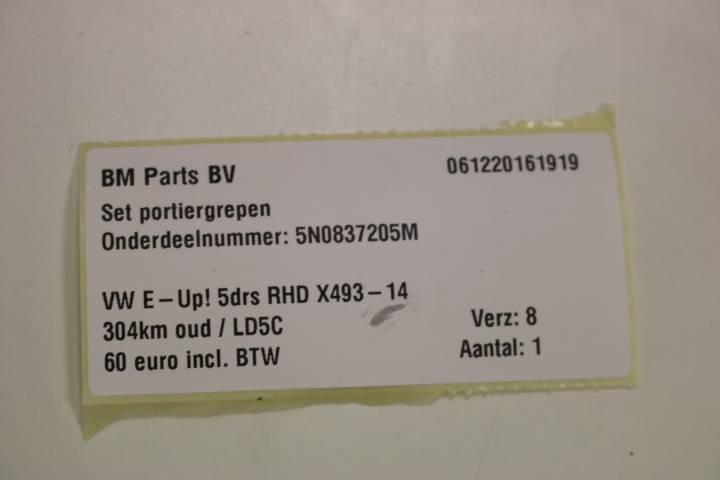 BM Parts BV 061220161919
Set portiergrepen
Onderdeelnummer: 5N0837205M
VW E-Up! 5drs RHD X493-14
304km oud / LD5C Verz: 8
60 euro incl. BTW Aantal: 1